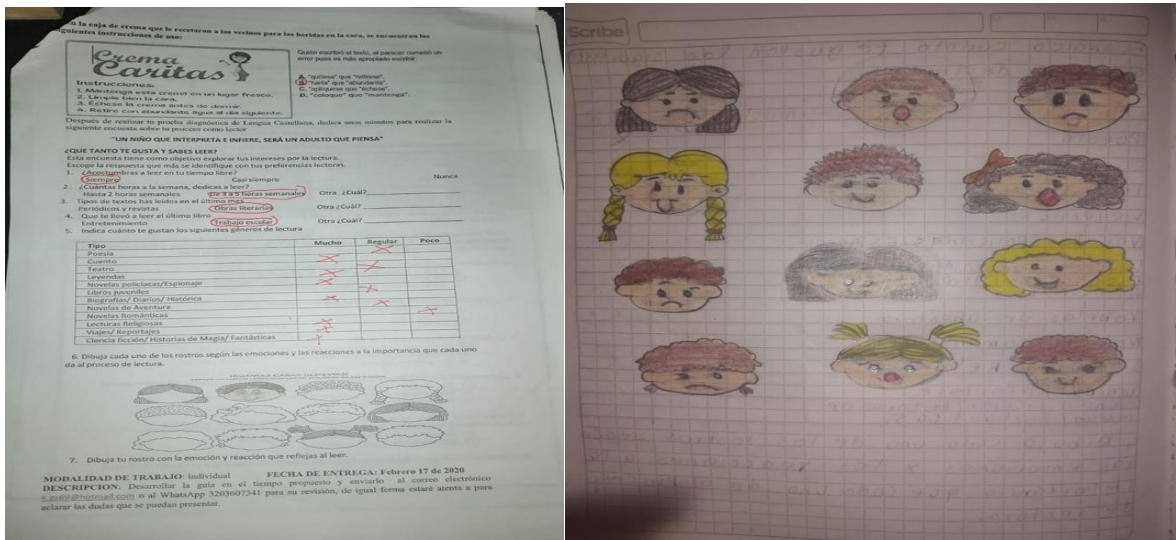 en la caja de crema que le recetaron a los vecinos para las heridas en la cara, se encuentran las
siguientes instrucciones de uso:
Crema
Caritas
Instrucciones:
1. Mantenga esta crema en un lugar fresco.
2. Limpie bien la cara.
3. Échese la crema antes de dormir.
4. Retire con abundante agua al día siguiente.
Quién escribió el texto, al parecer cometió un
error pues es más apropiado escribir:
A. "quítese" que "retírese".
B. "harta" que "abundante".
C. "aplíquese que "échese".
D. "coloque" que "mantenga".
Después de realizar tu prueba diagnóstica de Lengua Castellana, dedica unos minutos para realizar la
siguiente encuesta sobre tu proceso como lector
"UN NIÑO QUE INTERPRETA E INFIERE, SERÁ UN ADULTO QUE PIENSA"
¿QUE TANTO TE GUSTA Y SABES LEER?
Esta encuesta tiene como objetivo explorar tus intereses por la lectura.
Escoge la respuesta que más se identifique con tus preferencias lectoras.
1. ¿Acostumbras a leer en tu tiempo libre?
Siempre Casi siempre Nunca
2. ¿Cuántas horas a la semana, dedicas a leer?
Hasta 2 horas semanales De 3 a 5 horas semanales Otra ¿Cuál?
3. Tipos de textos has leídos en el último mes
Periódicos y revistas Obras literarias Otra ¿Cuál?
4. Que te llevó a leer el último libro
Entretenimiento Trabajo escolar Otra ¿Cuál?
5. Indica cuánto te gustan los siguientes géneros de lectura
Tipo Mucho Regular Poco
Poesía
Cuento
Teatro
Leyendas
Novelas policíacas/Espionaje
Libros juveniles
Biografías/ Diarios/ Histórica
Novelas de Aventura
Novelas Románticas
Lecturas Religiosas
Viajes/ Reportajes
Ciencia ficción/ Historias de Magia/ Fantásticas
6. Dibuja cada uno de los rostros según las emociones y las reacciones a la importancia que cada uno
da al proceso de lectura.
7. Dibuja tu rostro con la emoción y reacción que reflejas al leer.
MODALIDAD DE TRABAJO: Individual FECHA DE ENTREGA: Febrero 17 de 2020
DESCRIPCION: Desarrollar la guía en el tiempo propuesto y enviarlo al correo electrónico
@hotmail.com o al WhatsApp 3203607341 para su revisión, de igual forma estaré atenta a para
aclarar las dudas que se puedan presentar.
Scribe